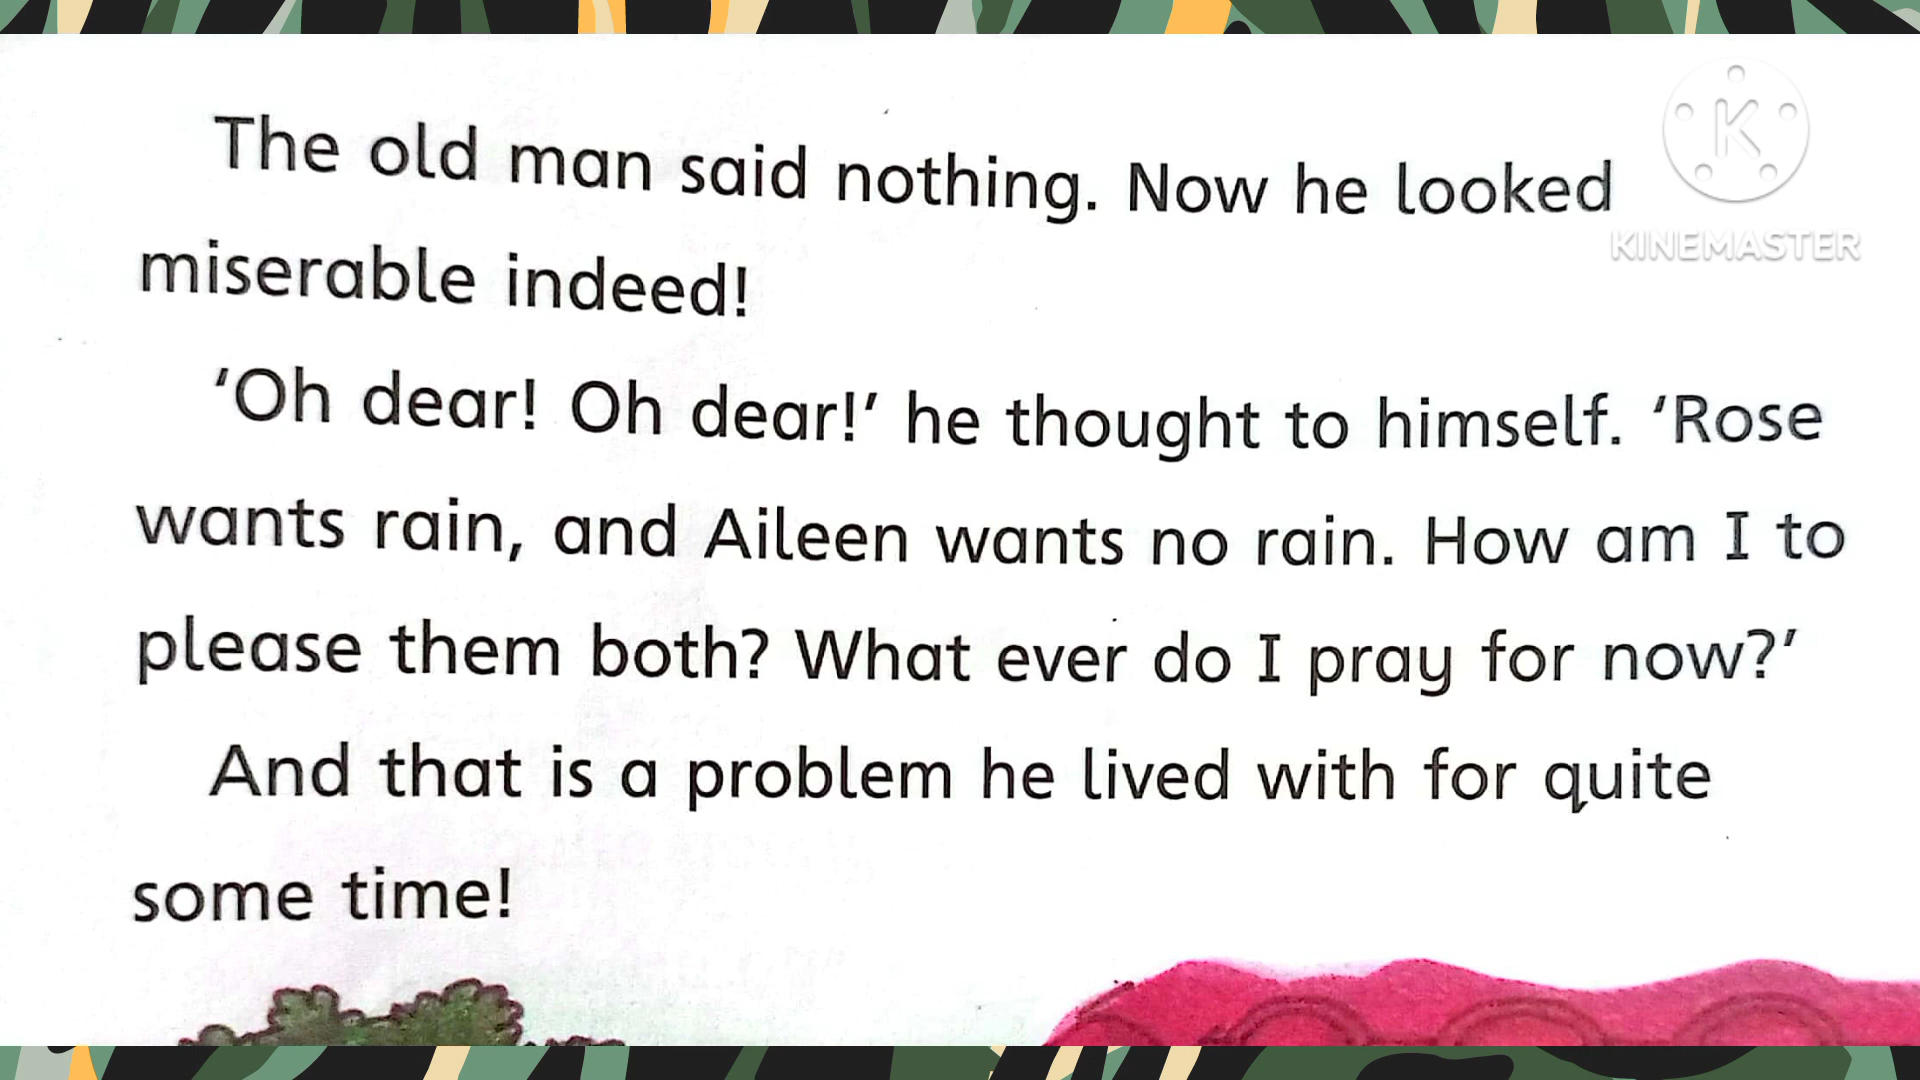 The old man said nothing. Now he looked
miserable indeed!
‘Oh dear! Oh dear!’ he thought to himself. ‘Rose
wants rain, and Aileen wants no rain. How am I to
please them both? What ever do I pray for now?’
And that is a problem he lived with for quite
some time!
K
KINEMASTER